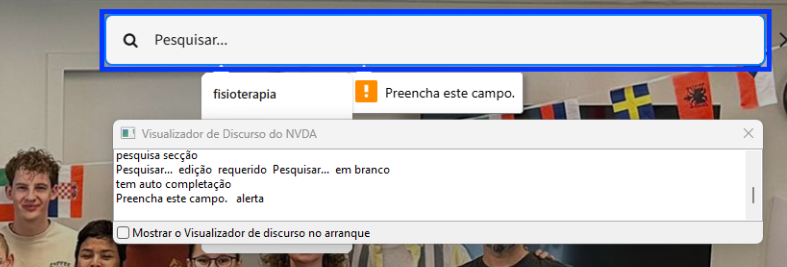 Pesquisar...
fisioterapia
Preencha este campo.
Visualizador de Discurso do NVDA
pesquisa secção
Pesquisar... edição requerido Pesquisar... em branco
tem auto completação
Preencha este campo. alerta
Mostrar o Visualizador de discurso no arranque